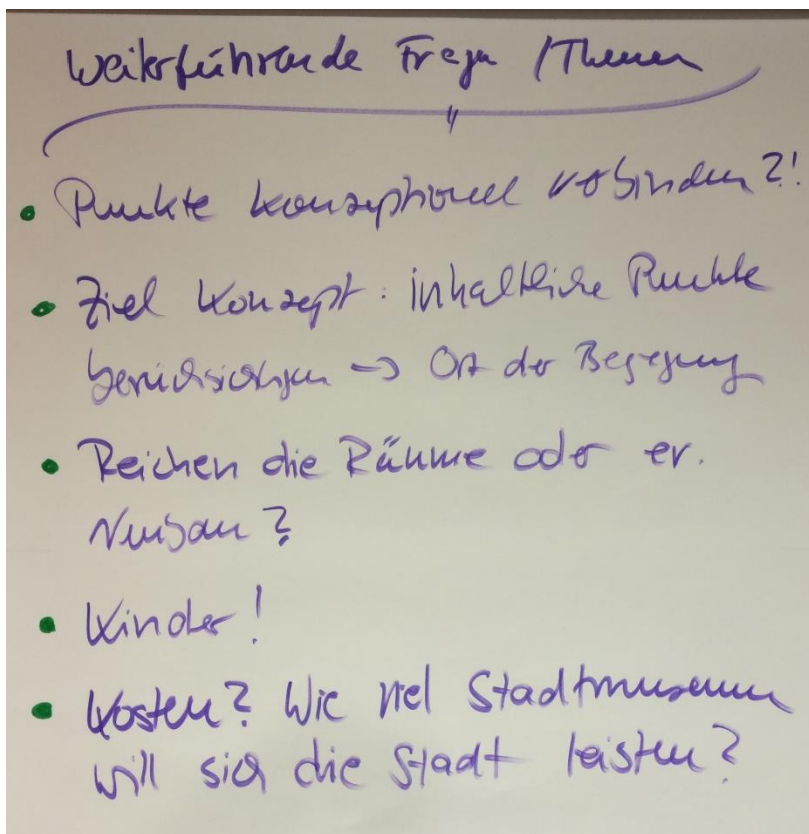 Weiterführende Fragen / Themen
• Punkte konzeptionell verbinden?!
• Ziel Konzept: inhaltliche Punkte
berücksichtigen → Ort der Begegnung
• Reichen die Räume oder ev.
Neubau?
• Kinder!
• Kosten? Wie viel Stadtmuseum
will sich die Stadt leisten?